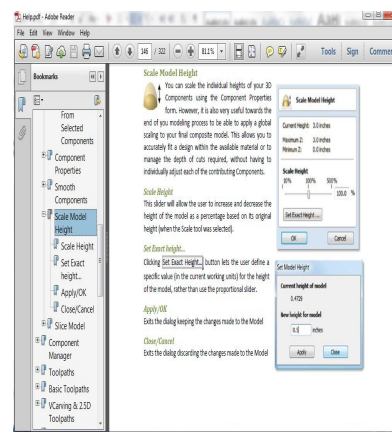 Help.pdf - Adobe Reader
File Edit View Window Help
146 / 322
81.1%
Tools Sign Comment
Bookmarks
From
Selected
Components
Component
Properties
Smooth
Components
Scale Model
Height
Scale Height
Set Exact
height...
Apply/OK
Close/Cancel
Slice Model
Component
Manager
Toolpaths
Basic Toolpaths
VCarving & 2.5D
Toolpaths
Scale Model Height
You can scale the individual heights of your 3D
Components using the Component Properties
form. However, it is also very useful towards the
end of you modeling process to be able to apply a global
scaling to your final composite model. This allows you to
accurately fit a design within the available material or to
manage the depth of cuts required, without having to
individually adjust each of the contributing Components.
Scale Height
This slider will allow the user to increase and decrease the
height of the model as a percentage based on its original
height (when the Scale tool was selected).
Set Exact height...
Clicking Set Exact Height... button lets the user define a
specific value (in the current working units) for the height
of the model, rather than use the proportional slider.
Apply/OK
Exits the dialog keeping the changes made to the Model
Close/Cancel
Exits the dialog discarding the changes made to the Model
Scale Model Height
Current Height: 2.0 inches
Maximum Z: 2.0 inches
Minimum Z: 0.0 inches
Scale Height
10% 100% 500%
100.0 %
Set Exact Height ...
OK Cancel
Set Model Height
Current height of model
0.4729
New height for model
0.5 inches
Apply Close